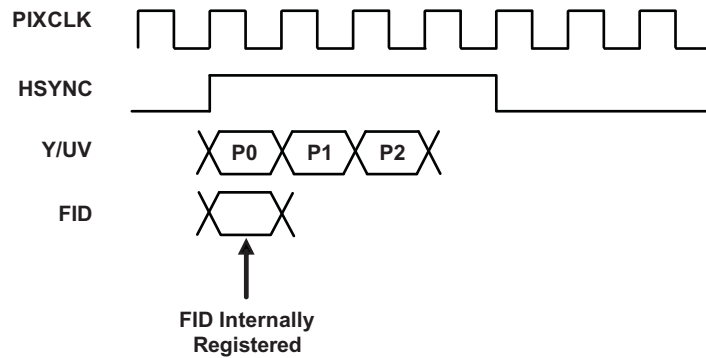 PIXCLK
HSYNC
Y/UV
P0 P1 P2
FID
FID Internally
Registered